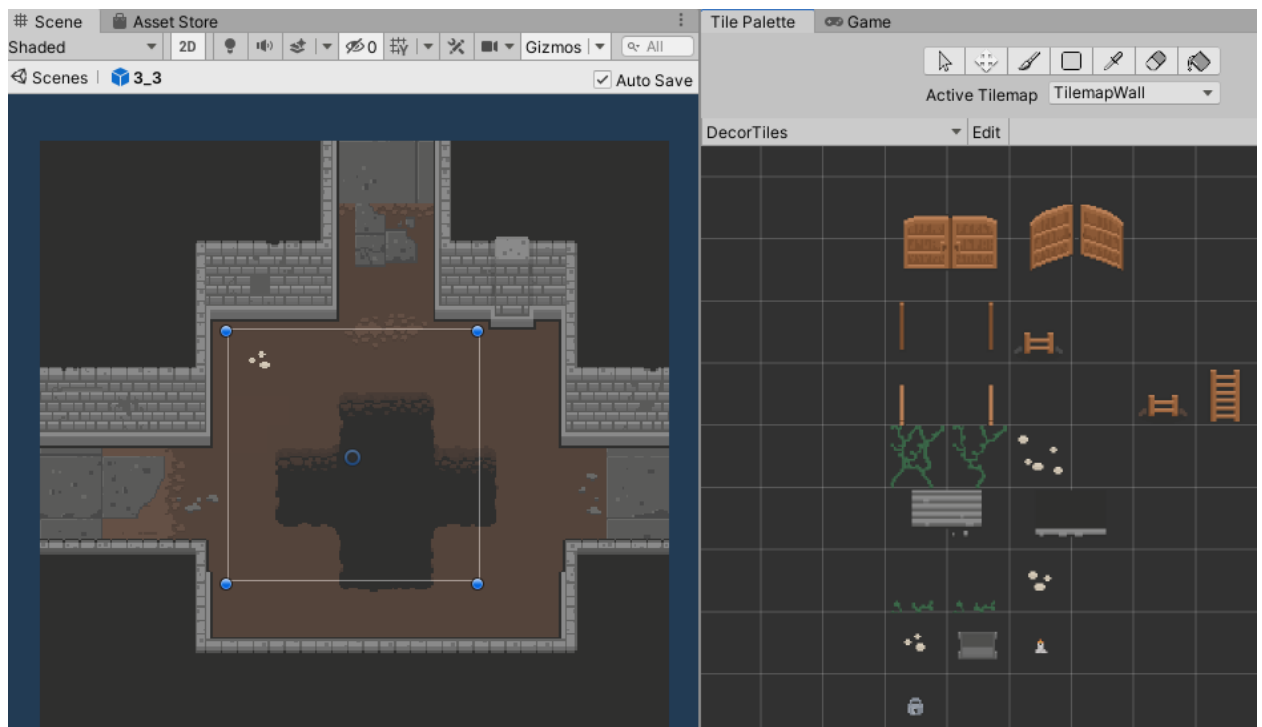 Scene Asset Store
Tile Palette Game
Shaded 2D 0 Gizmos All
Scenes 3_3 Auto Save
Active Tilemap TilemapWall
DecorTiles Edit